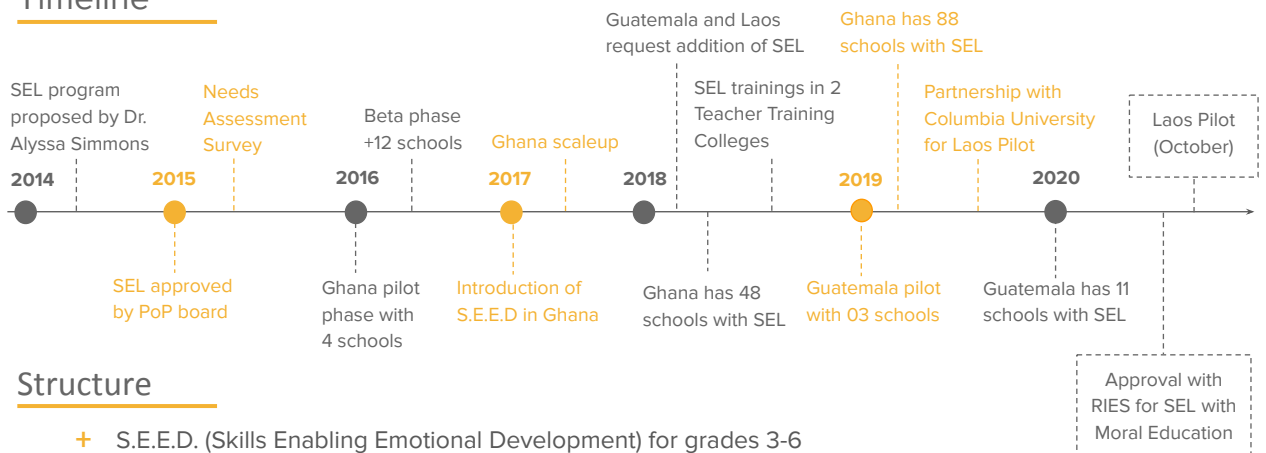 Timeline
Guatemala and Laos
request addition of SEL
Ghana has 88
schools with SEL
SEL program
proposed by Dr.
Alyssa Simmons
Needs
Assessment
Survey
Beta phase
+12 schools
Ghana scaleup
SEL trainings in 2
Teacher Training
Colleges
Partnership with
Columbia University
for Laos Pilot
Laos Pilot
(October)
2014
2015
2016
2017
2018
2019
2020
SEL approved
by PoP board
Ghana pilot
phase with
4 schools
Introduction of
S.E.E.D in Ghana
Ghana has 48
schools with SEL
Guatemala pilot
with 03 schools
Guatemala has 11
schools with SEL
Approval with
RIES for SEL with
Moral Education
Structure
+ S.E.E.D. (Skills Enabling Emotional Development) for grades 3-6